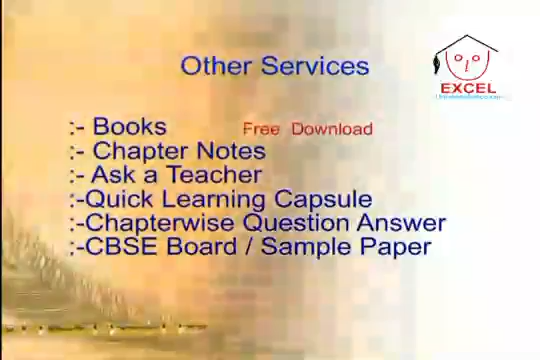 Other Services
EXCEL
:- Books Free Download
:- Chapter Notes
:- Ask a Teacher
:-Quick Learning Capsule
:-Chapterwise Question Answer
:-CBSE Board / Sample Paper